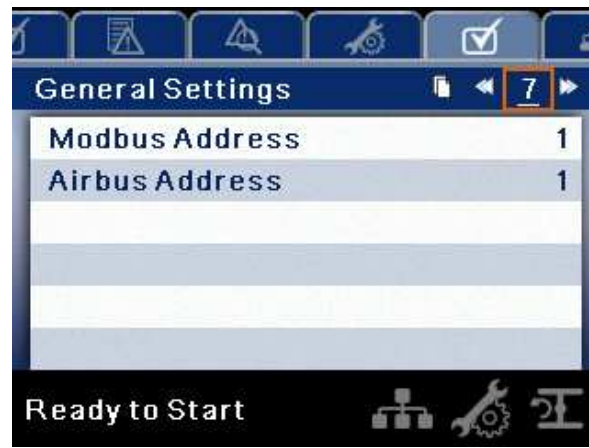 General Settings 7
Modbus Address 1
Airbus Address 1
Ready to Start